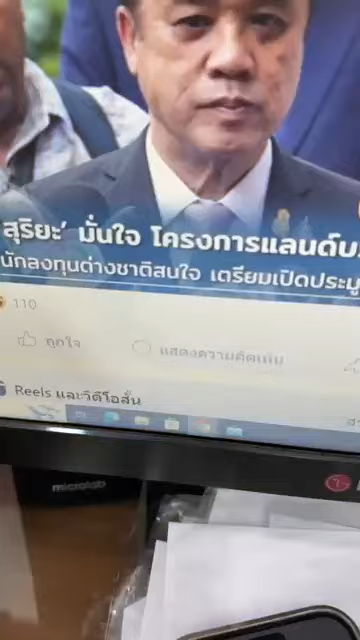 สุริยะ' มั่นใจ โครงการแลนด์บ
นักลงทุนต่างชาติสนใจ เตรียมเปิดประมู
110
ถูกใจ
แสดงความคิดเห็น
Reels และวิดีโอสั้น
microlab